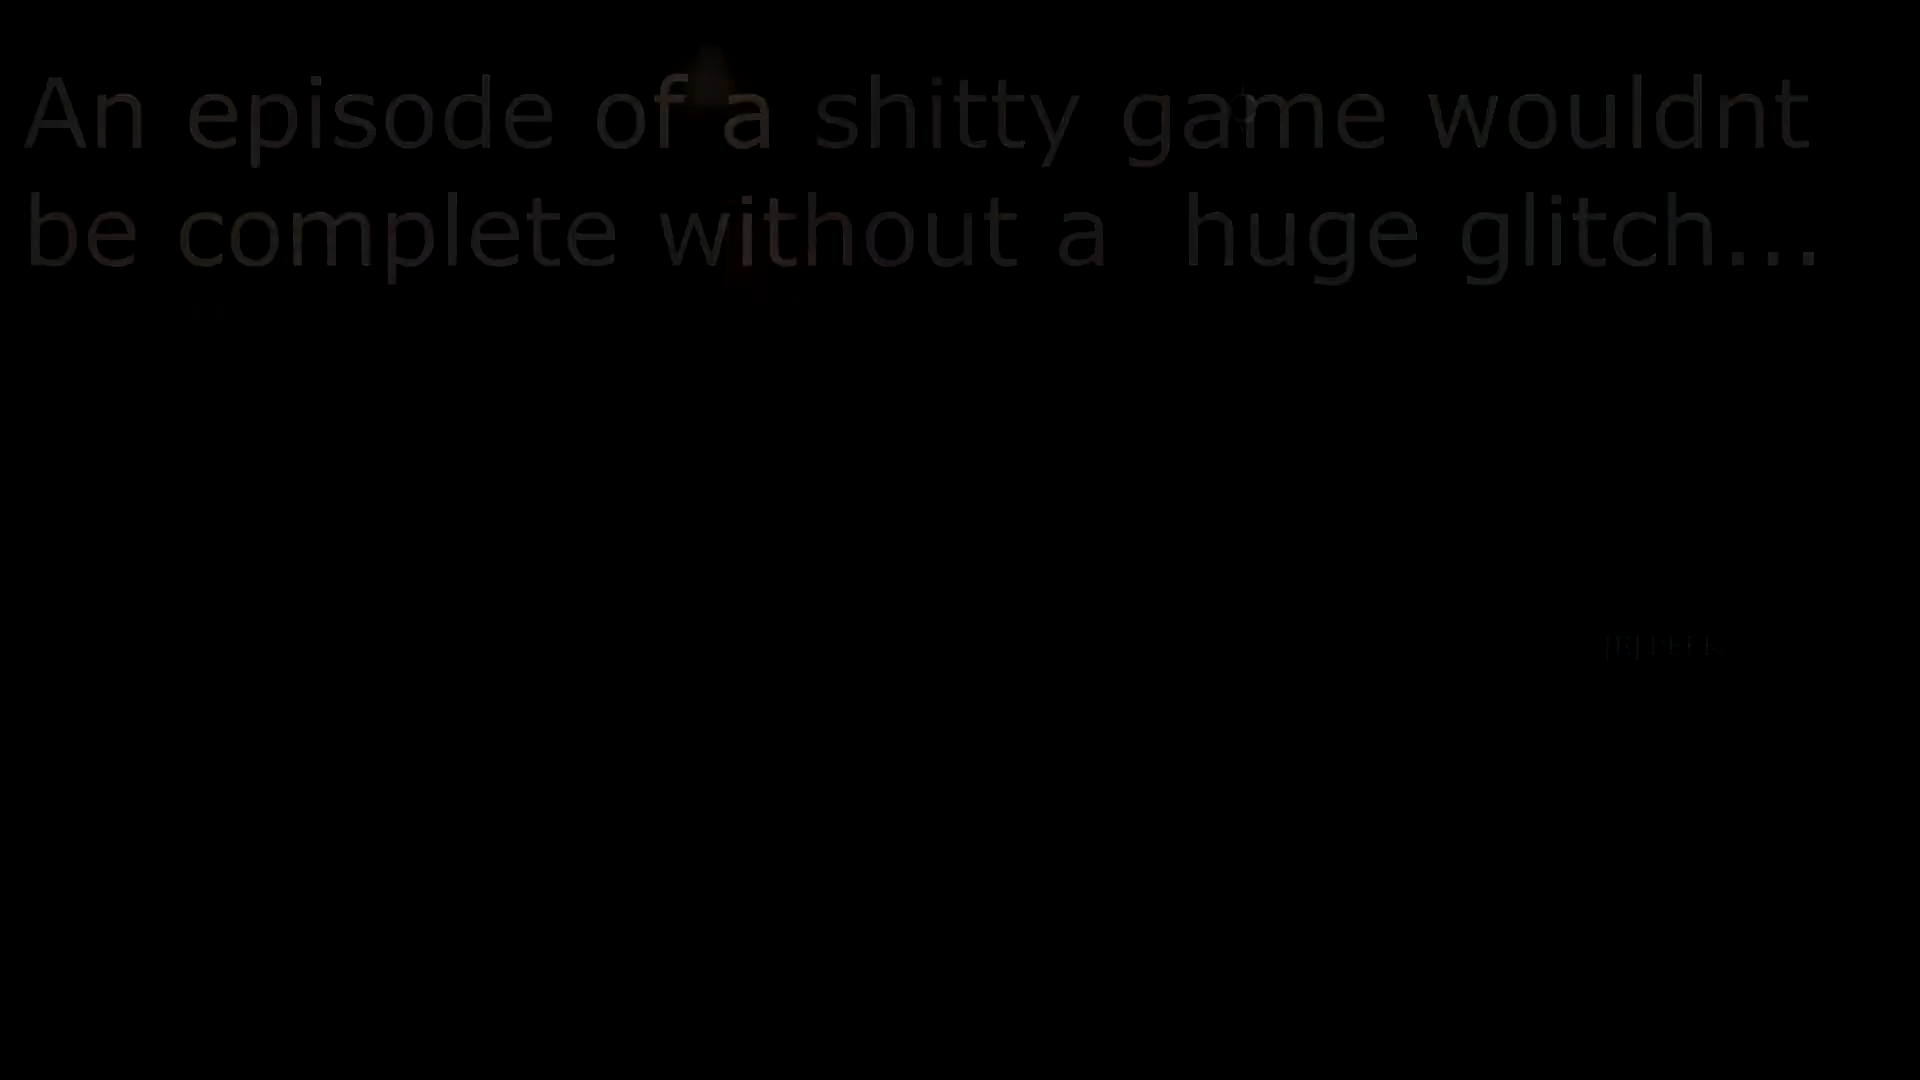 An episode of a shitty game wouldnt
be complete without a  huge glitch...